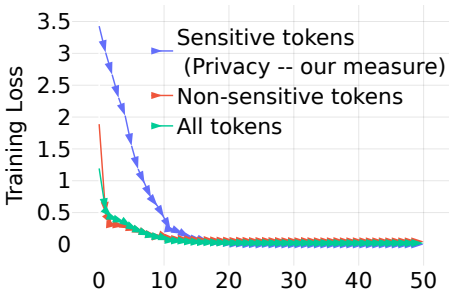 3.5
3
2.5
2
1.5
1
0.5
0
Training Loss
Sensitive tokens
(Privacy -- our measure)
Non-sensitive tokens
All tokens
0 10 20 30 40 50